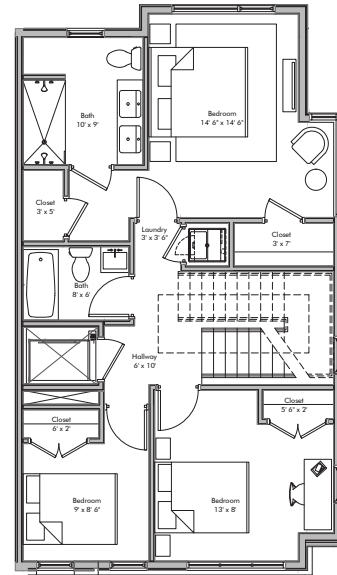 Bath
10' x 9'
Bedroom
14' 6" x 14' 6"
Closet
3' x 5'
Laundry
3' x 3' 6"
Closet
3' x 7'
Bath
8' x 6'
Hallway
6' x 10'
Closet
5' 6" x 2'
Closet
6' x 2'
Bedroom
9' x 8' 6"
Bedroom
13' x 8'